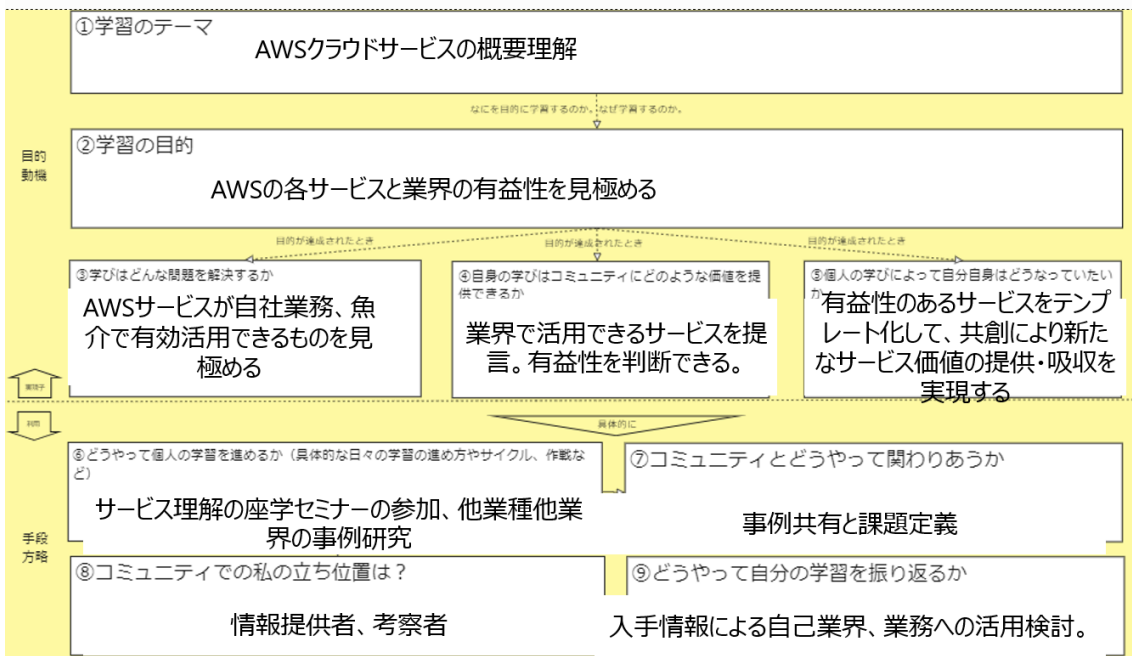 ①学習のテーマ
AWSクラウドサービスの概要理解
なにを目的に学習するのか。なぜ学習するのか。
目的
動機
②学習の目的
AWSの各サービスと業界の有益性を見極める
目的が達成されたとき
目的が達成されたとき
目的が達成されたとき
③学びはどんな問題を解決するか
AWSサービスが自社業務、魚
介で有効活用できるものを見
極める
④自身の学びはコミュニティにどのような価値を提
供できるか
業界で活用できるサービスを提
言。有益性を判断できる。
⑤個人の学びによって自分自身はどうなっていたい
か
有益性のあるサービスをテンプ
レート化して、共創により新た
なサービス価値の提供・吸収を
実現する
利用
具体的に
手段
方略
⑥どうやって個人の学習を進めるか（具体的な日々の学習の進め方やサイクル、作戦な
ど）
サービス理解の座学セミナーの参加、他業種他業
界の事例研究
⑦コミュニティとどうやって関わりあうか
事例共有と課題定義
⑧コミュニティでの私の立ち位置は？
情報提供者、考察者
⑨どうやって自分の学習を振り返るか
入手情報による自己業界、業務への活用検討。